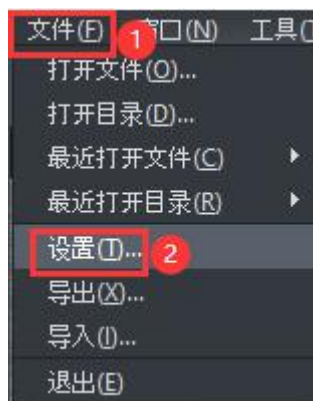 文件(F) 1 窗口(N) 工具(
打开文件(O)...
打开目录(D)...
最近打开文件(C)
最近打开目录(R)
设置(T)... 2
导出(X)...
导入(I)...
退出(E)